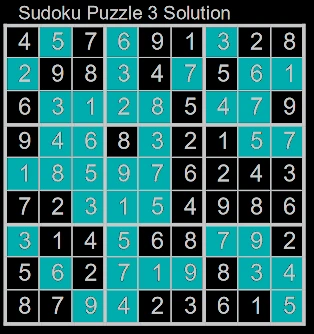 Sudoku Puzzle 3 Solution
4 5 7 6 9 1 3 2 8
2 9 8 3 4 7 5 6 1
6 3 1 2 8 5 4 7 9
9 4 6 8 3 2 1 5 7
1 8 5 9 7 6 2 4 3
7 2 3 1 5 4 9 8 6
3 1 4 5 6 8 7 9 2
5 6 2 7 1 9 8 3 4
8 7 9 4 2 3 6 1 5